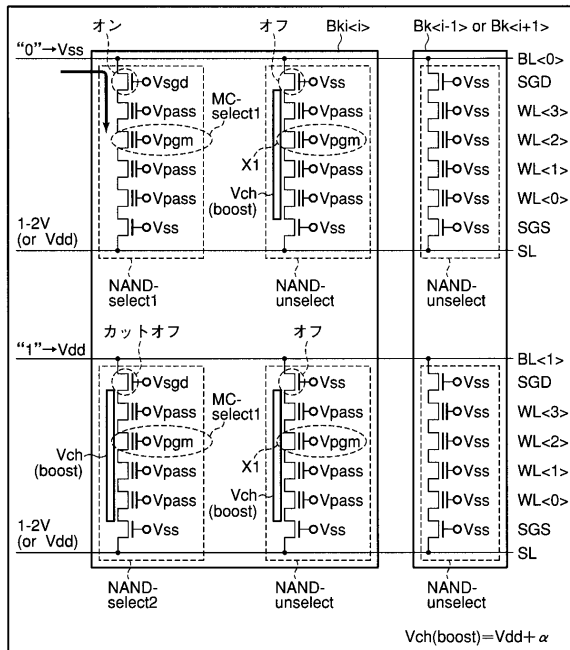 オン オフ Bki<i> Bk<i-1> or Bk<i+1>
“0”→Vss BL<0>
Vsgd Vss Vss SGD
Vpass MC-select1 Vpass Vss WL<3>
Vpgm X1 Vpgm Vss WL<2>
Vpass Vch (boost) Vpass Vss WL<1>
Vpass Vpass Vss WL<0>
1-2V (or Vdd) Vss Vss Vss SGS
SL
NAND-select1 NAND-unselect NAND-unselect
カットオフ オフ
“1”→Vdd BL<1>
Vsgd Vss Vss SGD
Vpass MC-select1 Vpass Vss WL<3>
Vch (boost) Vpgm X1 Vpgm Vss WL<2>
Vpass Vch (boost) Vpass Vss WL<1>
Vpass Vpass Vss WL<0>
1-2V (or Vdd) Vss Vss Vss SGS
SL
NAND-select2 NAND-unselect NAND-unselect
Vch(boost)=Vdd+α